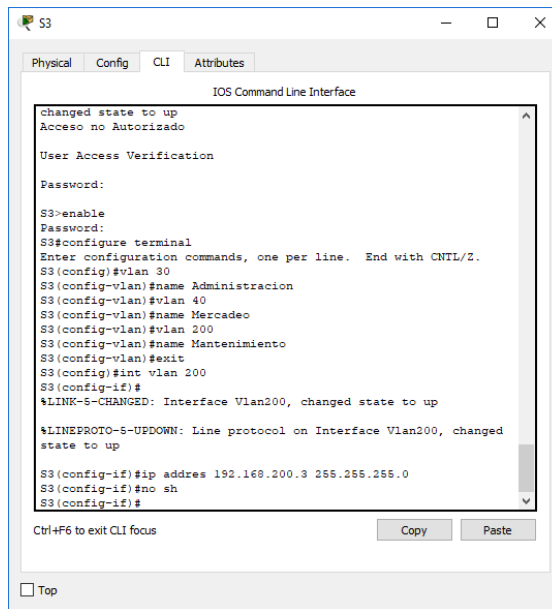 S3
Physical Config CLI Attributes
IOS Command Line Interface
changed state to up
Acceso no Autorizado
User Access Verification
Password:
S3>enable
Password:
S3#configure terminal
Enter configuration commands, one per line.  End with CNTL/Z.
S3(config)#vlan 30
S3(config-vlan)#name Administracion
S3(config-vlan)#vlan 40
S3(config-vlan)#name Mercadeo
S3(config-vlan)#vlan 200
S3(config-vlan)#name Mantenimiento
S3(config-vlan)#exit
S3(config)#int vlan 200
S3(config-if)#
%LINK-5-CHANGED: Interface Vlan200, changed state to up
%LINEPROTO-5-UPDOWN: Line protocol on Interface Vlan200, changed
state to up
S3(config-if)#ip addres 192.168.200.3 255.255.255.0
S3(config-if)#no sh
S3(config-if)#
Ctrl+F6 to exit CLI focus
Copy Paste
Top